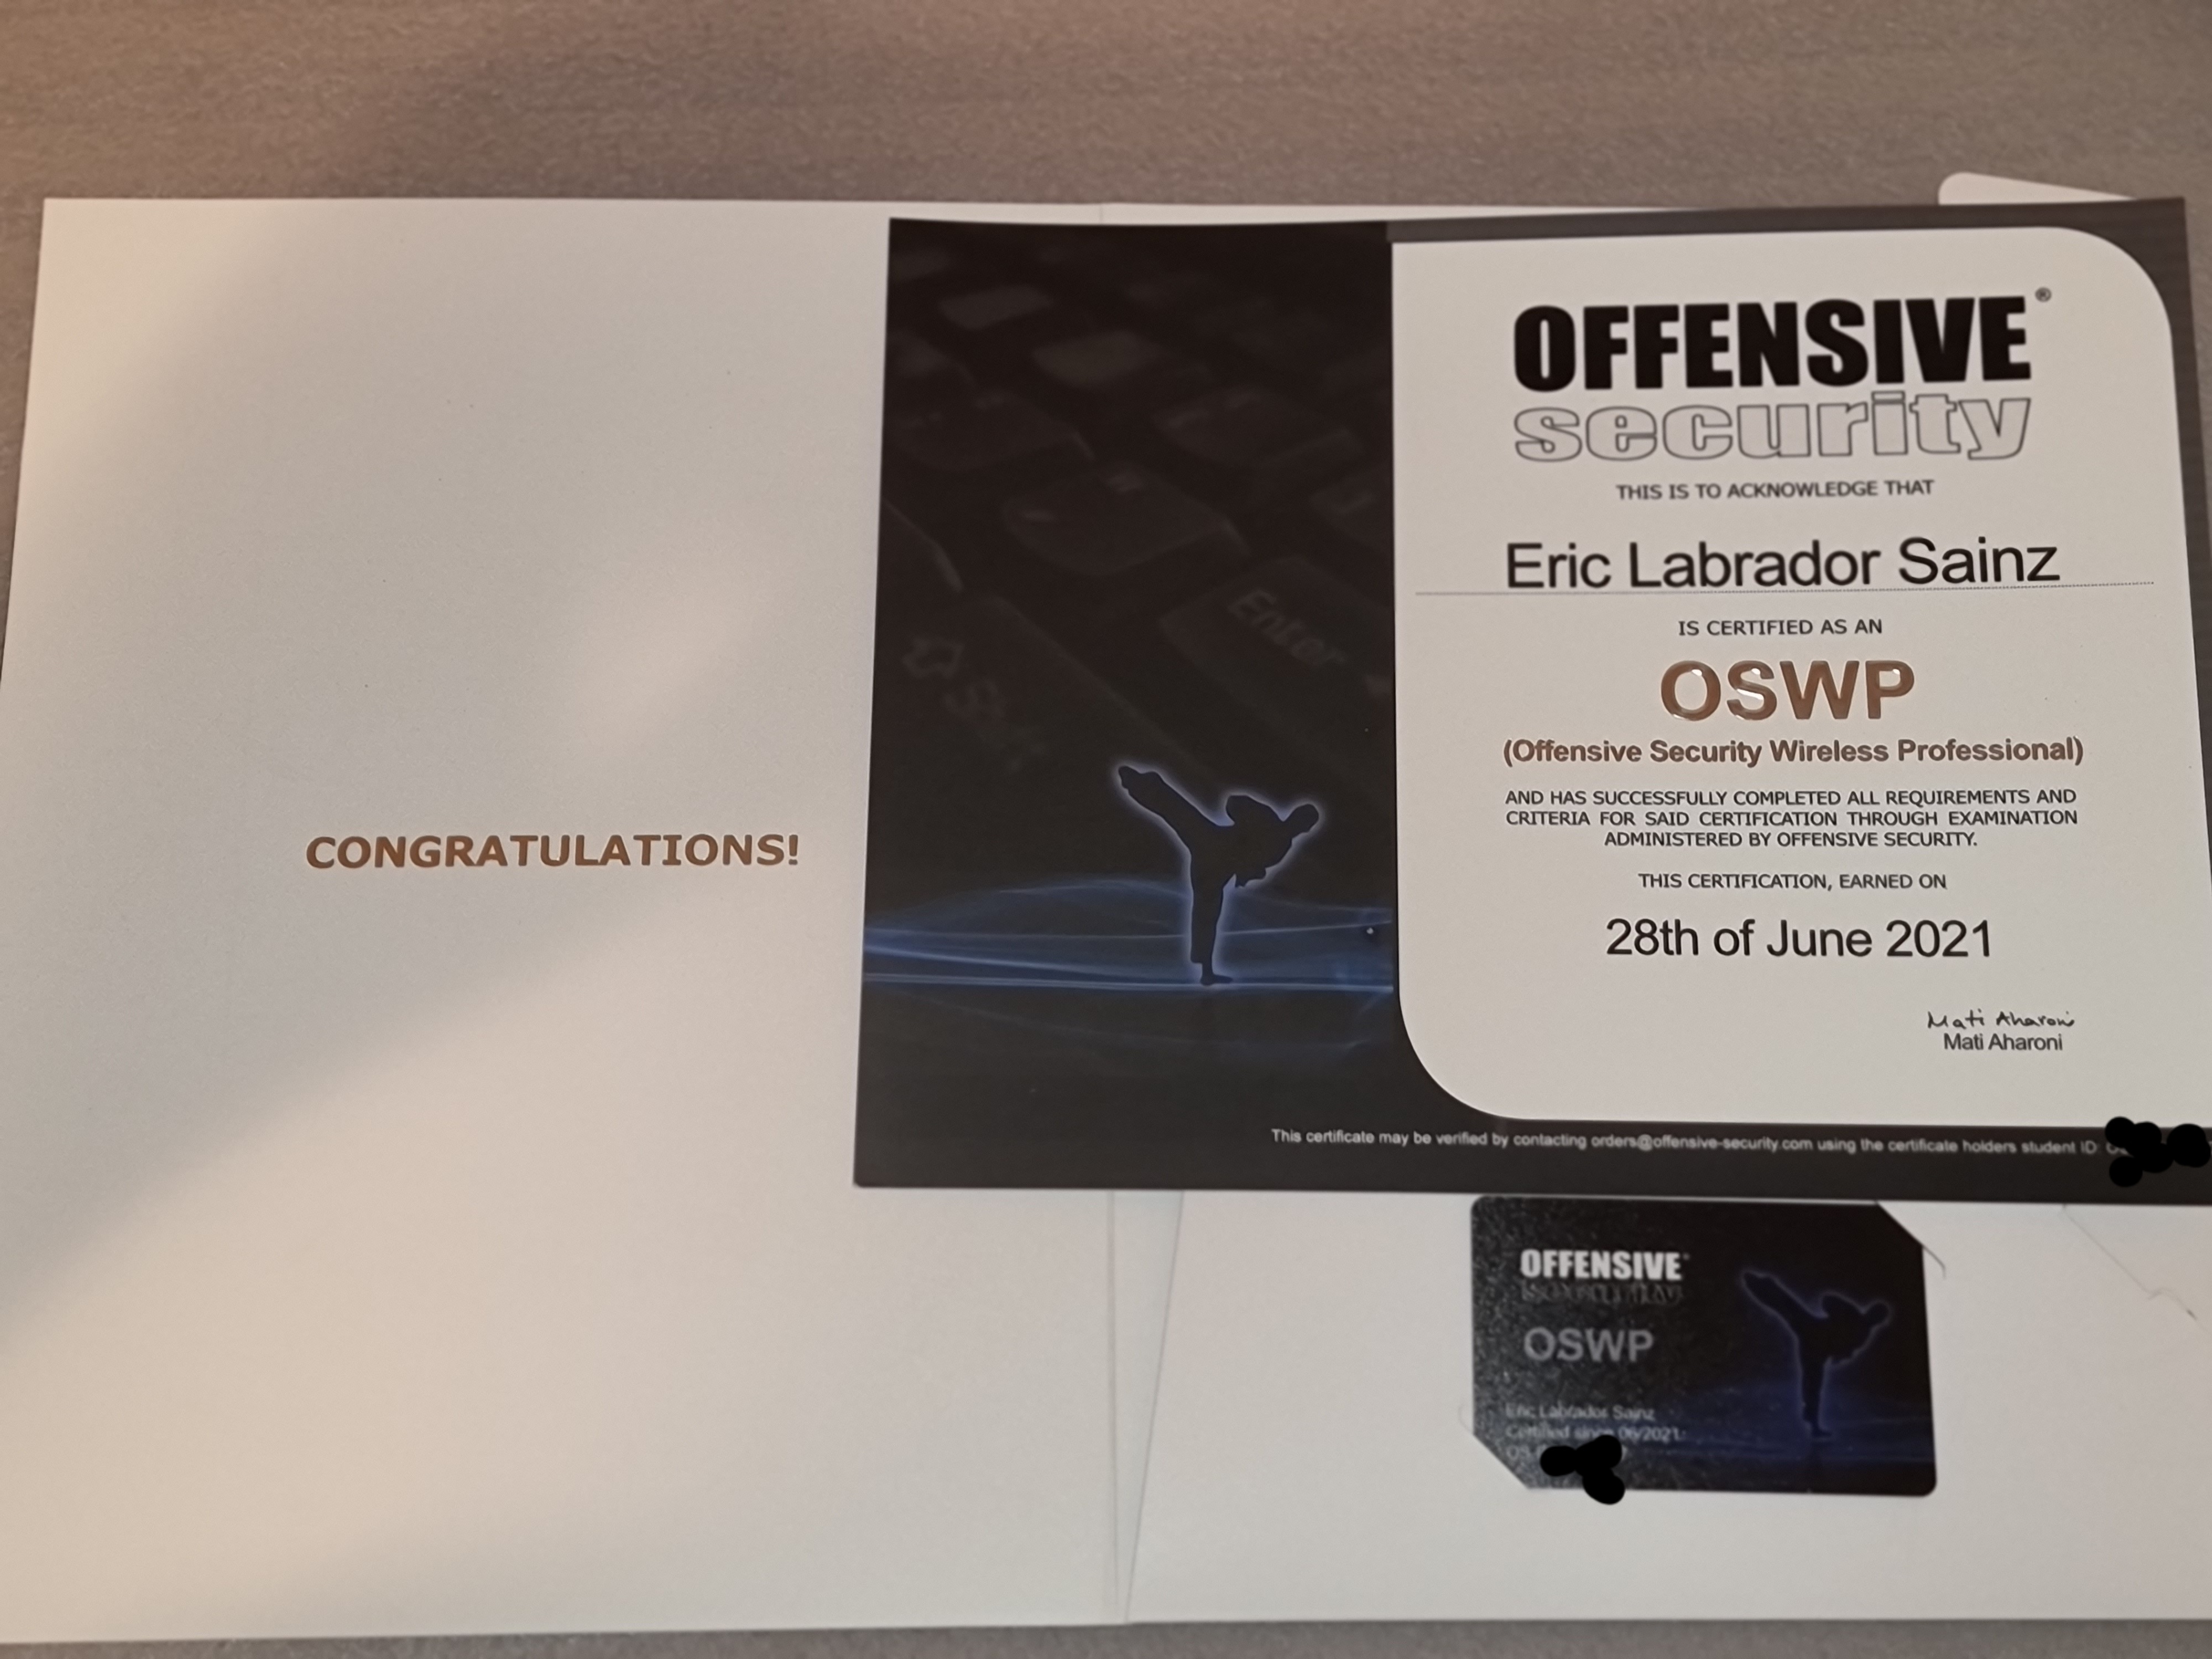 CONGRATULATIONS!
Enter
OFFENSIVE®
security
THIS IS TO ACKNOWLEDGE THAT
Eric Labrador Sainz
IS CERTIFIED AS AN
OSWP
(Offensive Security Wireless Professional)
AND HAS SUCCESSFULLY COMPLETED ALL REQUIREMENTS AND
CRITERIA FOR SAID CERTIFICATION THROUGH EXAMINATION
ADMINISTERED BY OFFENSIVE SECURITY.
THIS CERTIFICATION, EARNED ON
28th of June 2021
Mati Aharoni
Mati Aharoni
This certificate may be verified by contacting orders@offensive-security.com using the certificate holders student ID:
OFFENSIVE
security
OSWP
Eric Labrador Sainz
Certified since 06/2021